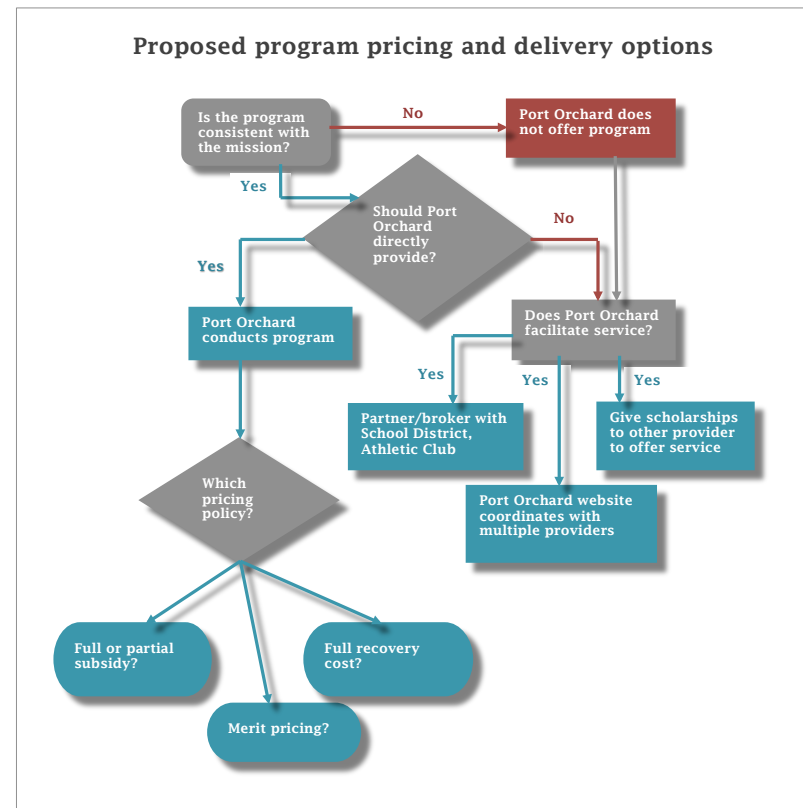 Proposed program pricing and delivery options
Is the program
consistent with
the mission?
No
Port Orchard does
not offer program
Yes
Should Port
Orchard
directly
provide?
No
Yes
Port Orchard
conducts program
Does Port Orchard
facilitate service?
Yes
Yes
Yes
Partner/broker with
School District,
Athletic Club
Give scholarships
to other provider
to offer service
Port Orchard website
coordinates with
multiple providers
Which
pricing
policy?
Full or partial
subsidy?
Full recovery
cost?
Merit pricing?